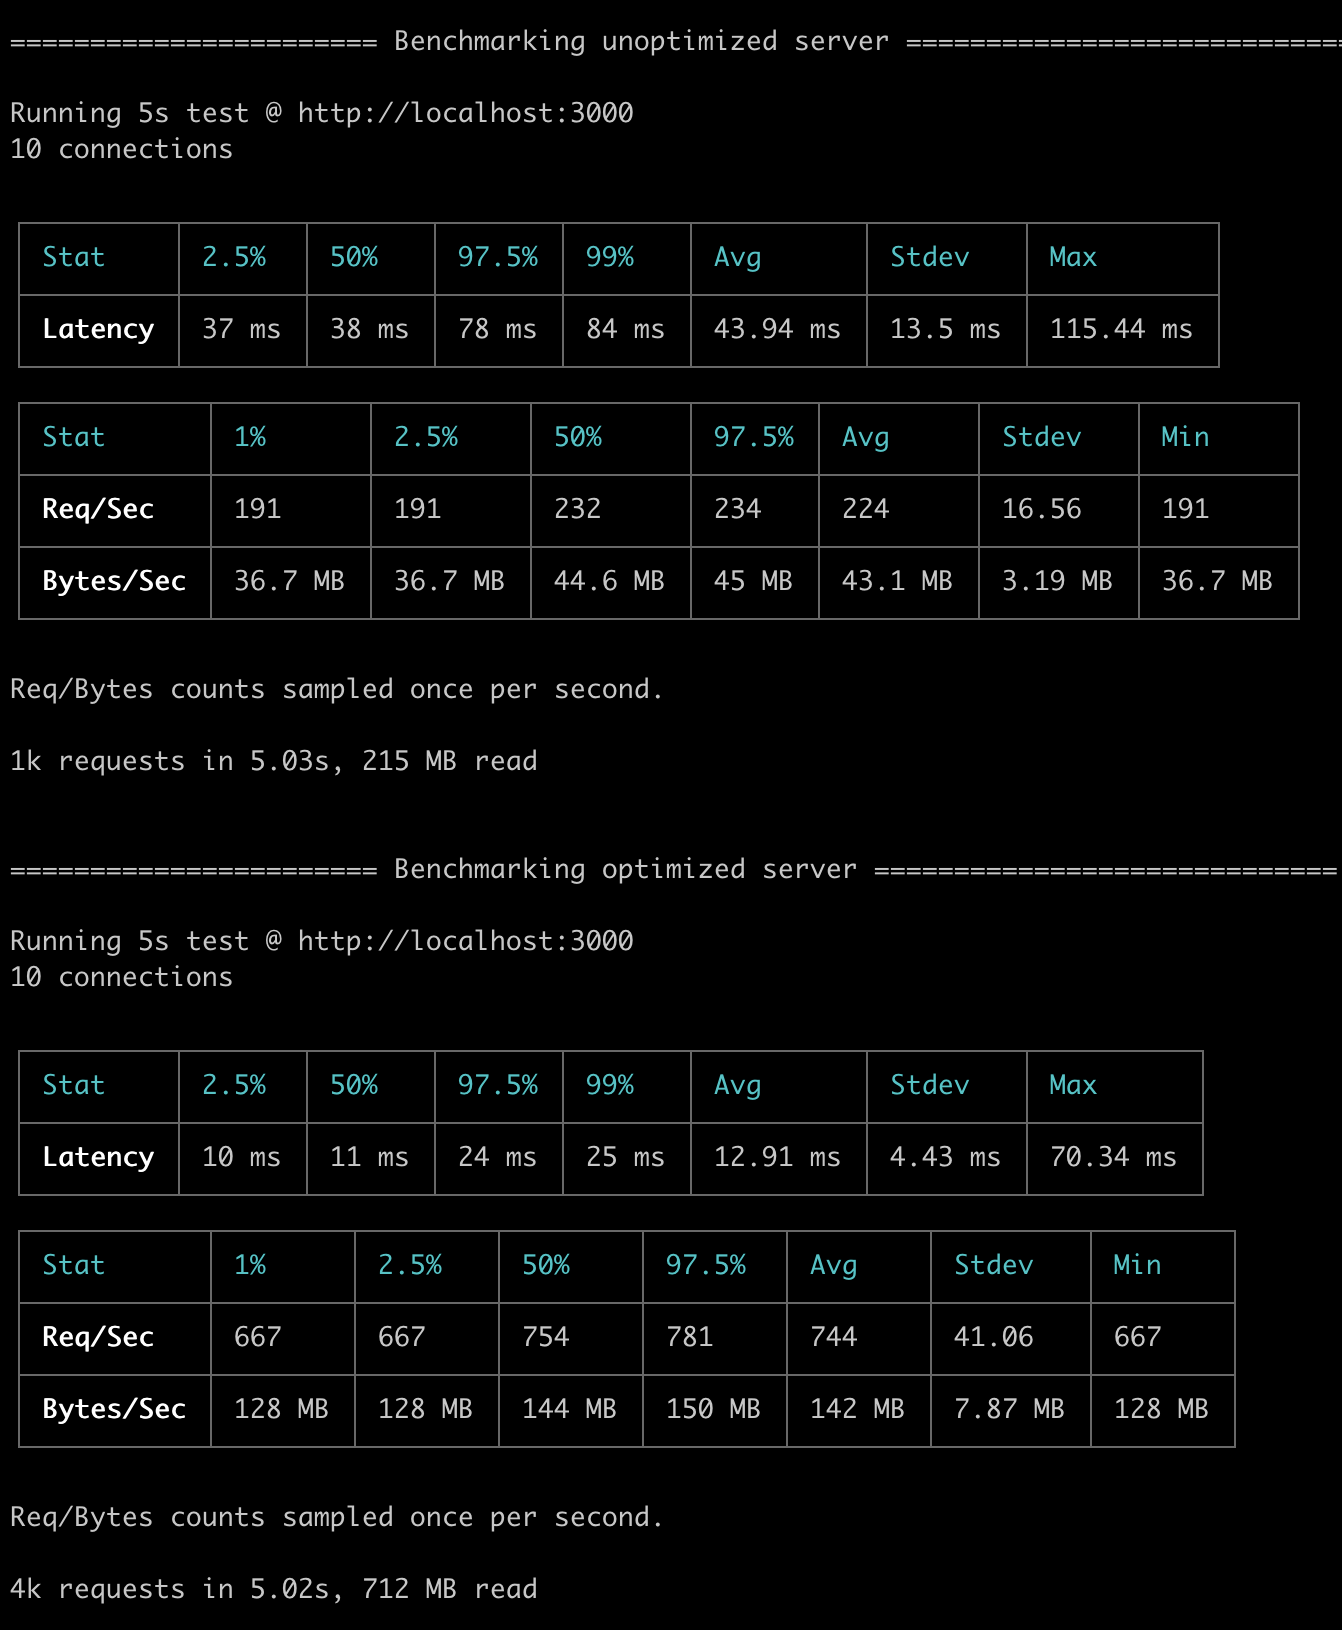 ======================= Benchmarking unoptimized server ===========================
Running 5s test @ http://localhost:3000
10 connections
Stat 2.5% 50% 97.5% 99% Avg Stdev Max
Latency 37 ms 38 ms 78 ms 84 ms 43.94 ms 13.5 ms 115.44 ms
Stat 1% 2.5% 50% 97.5% Avg Stdev Min
Req/Sec 191 191 232 234 224 16.56 191
Bytes/Sec 36.7 MB 36.7 MB 44.6 MB 45 MB 43.1 MB 3.19 MB 36.7 MB
Req/Bytes counts sampled once per second.
1k requests in 5.03s, 215 MB read
======================= Benchmarking optimized server =============================
Running 5s test @ http://localhost:3000
10 connections
Stat 2.5% 50% 97.5% 99% Avg Stdev Max
Latency 10 ms 11 ms 24 ms 25 ms 12.91 ms 4.43 ms 70.34 ms
Stat 1% 2.5% 50% 97.5% Avg Stdev Min
Req/Sec 667 667 754 781 744 41.06 667
Bytes/Sec 128 MB 128 MB 144 MB 150 MB 142 MB 7.87 MB 128 MB
Req/Bytes counts sampled once per second.
4k requests in 5.02s, 712 MB read